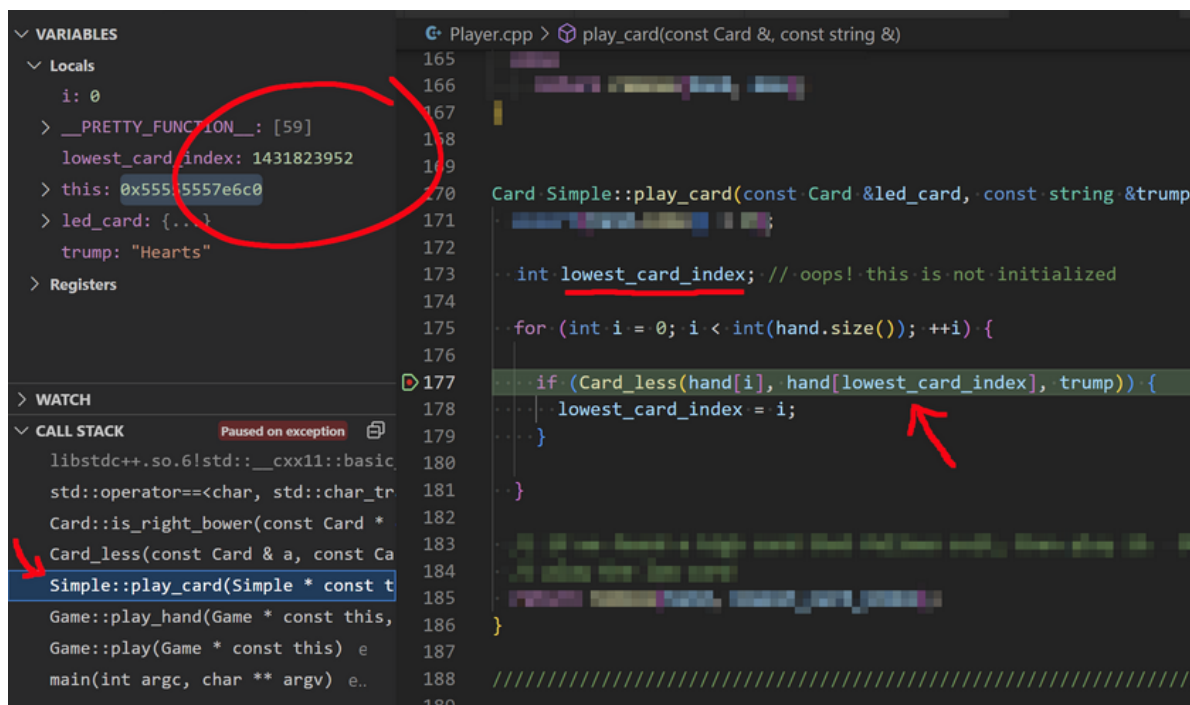 VARIABLES
Locals
i: 0
__PRETTY_FUNCTION__: [59]
lowest_card_index: 1431823952
this: 0x55555557e6c0
led_card: {...}
trump: "Hearts"
Registers
WATCH
CALL STACK
Paused on exception
libstdc++.so.6!std::__cxx11::basic_
std::operator==<char, std::char_tr
Card::is_right_bower(const Card *
Card_less(const Card & a, const Ca
Simple::play_card(Simple * const t
Game::play_hand(Game * const this,
Game::play(Game * const this) e
main(int argc, char ** argv) e..
Player.cpp > play_card(const Card &, const string &)
165
166
167
168
169
170 Card Simple::play_card(const Card &led_card, const string &trump
171
172
173 int lowest_card_index; // oops! this is not initialized
174
175 for (int i = 0; i < int(hand.size()); ++i) {
176
177 if (Card_less(hand[i], hand[lowest_card_index], trump)) {
178 lowest_card_index = i;
179 }
180
181 }
182
183
184
185
186 }
187
188 ////////////////////////////////////////////////////////////////
189